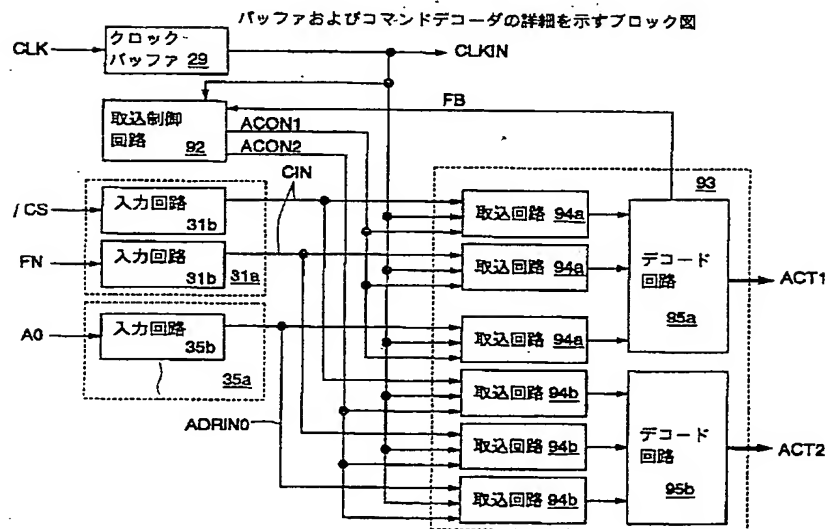 バッファおよびコマンドデコーダの詳細を示すブロック図
CLK
クロック・
バッファ 29
CLKIN
FB
取込制御
回路 92
ACON1
ACON2
CIN
93
/CS
入力回路
31b
取込回路 94a
デコード
回路
95a
FN
入力回路
31b
31a
取込回路 94a
ACT1
A0
入力回路
35b
35a
取込回路 94a
取込回路 94b
デコード
回路
95b
ADRIN0
取込回路 94b
ACT2
取込回路 94b